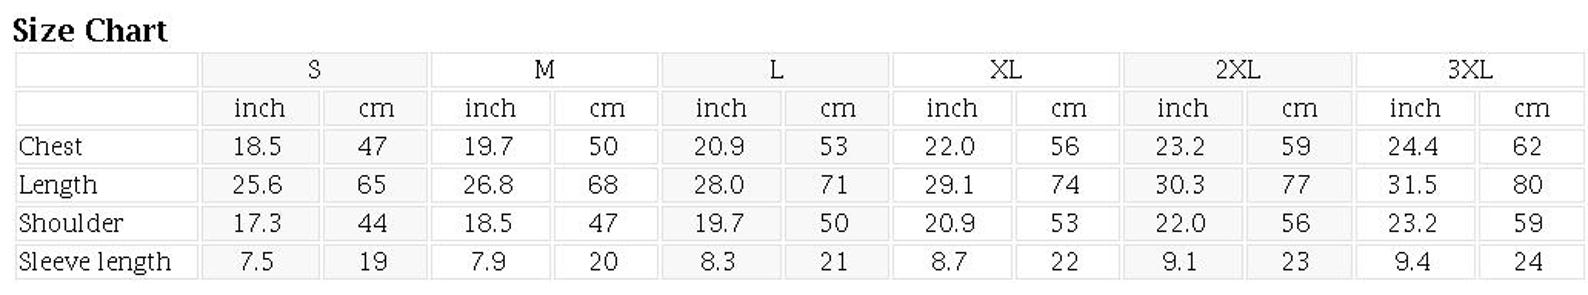 Size Chart
S M L XL 2XL 3XL
inch cm inch cm inch cm inch cm inch cm inch cm
Chest 18.5 47 19.7 50 20.9 53 22.0 56 23.2 59 24.4 62
Length 25.6 65 26.8 68 28.0 71 29.1 74 30.3 77 31.5 80
Shoulder 17.3 44 18.5 47 19.7 50 20.9 53 22.0 56 23.2 59
Sleeve length 7.5 19 7.9 20 8.3 21 8.7 22 9.1 23 9.4 24